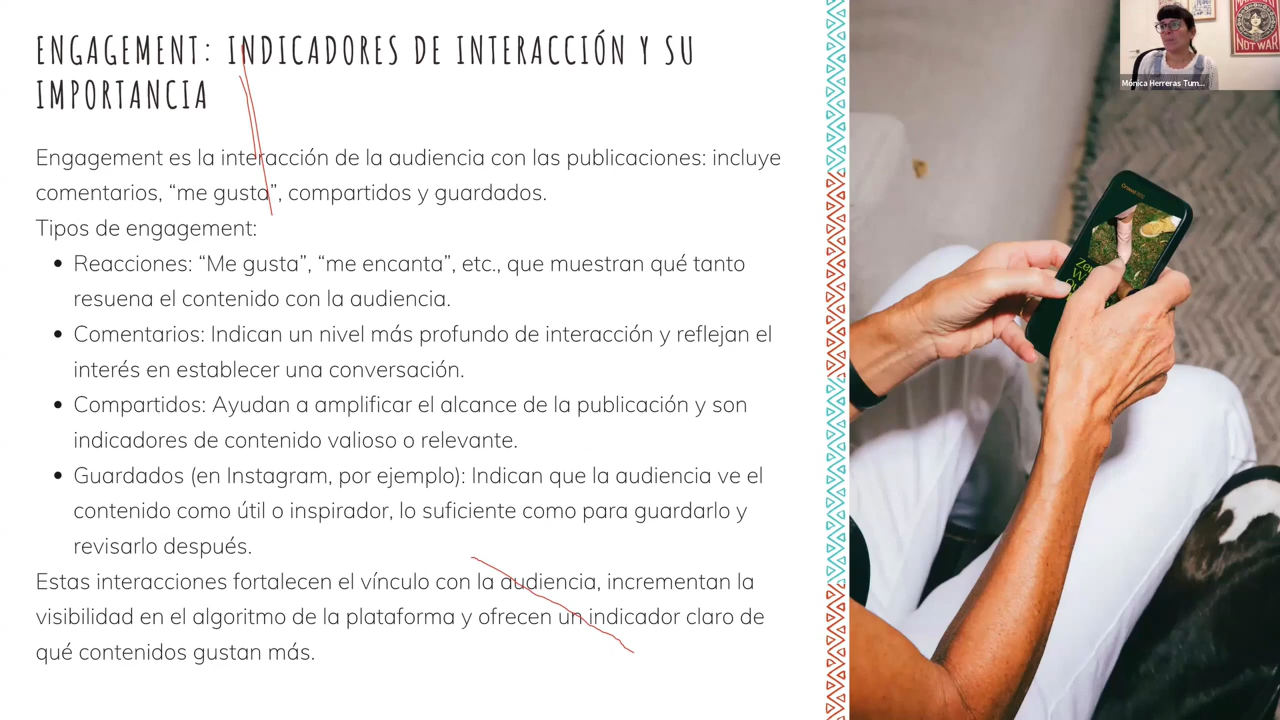 ENGAGEMENT: INDICADORES DE INTERACCIÓN Y SU
IMPORTANCIA
Engagement es la interacción de la audiencia con las publicaciones: incluye
comentarios, “me gusta”, compartidos y guardados.
Tipos de engagement:
• Reacciones: “Me gusta”, “me encanta”, etc., que muestran qué tanto
resuena el contenido con la audiencia.
• Comentarios: Indican un nivel más profundo de interacción y reflejan el
interés en establecer una conversación.
• Compartidos: Ayudan a amplificar el alcance de la publicación y son
indicadores de contenido valioso o relevante.
• Guardados (en Instagram, por ejemplo): Indican que la audiencia ve el
contenido como útil o inspirador, lo suficiente como para guardarlo y
revisarlo después.
Estas interacciones fortalecen el vínculo con la audiencia, incrementan la
visibilidad en el algoritmo de la plataforma y ofrecen un indicador claro de
qué contenidos gustan más.
NOT WAR
Mónica Herreras Tum...